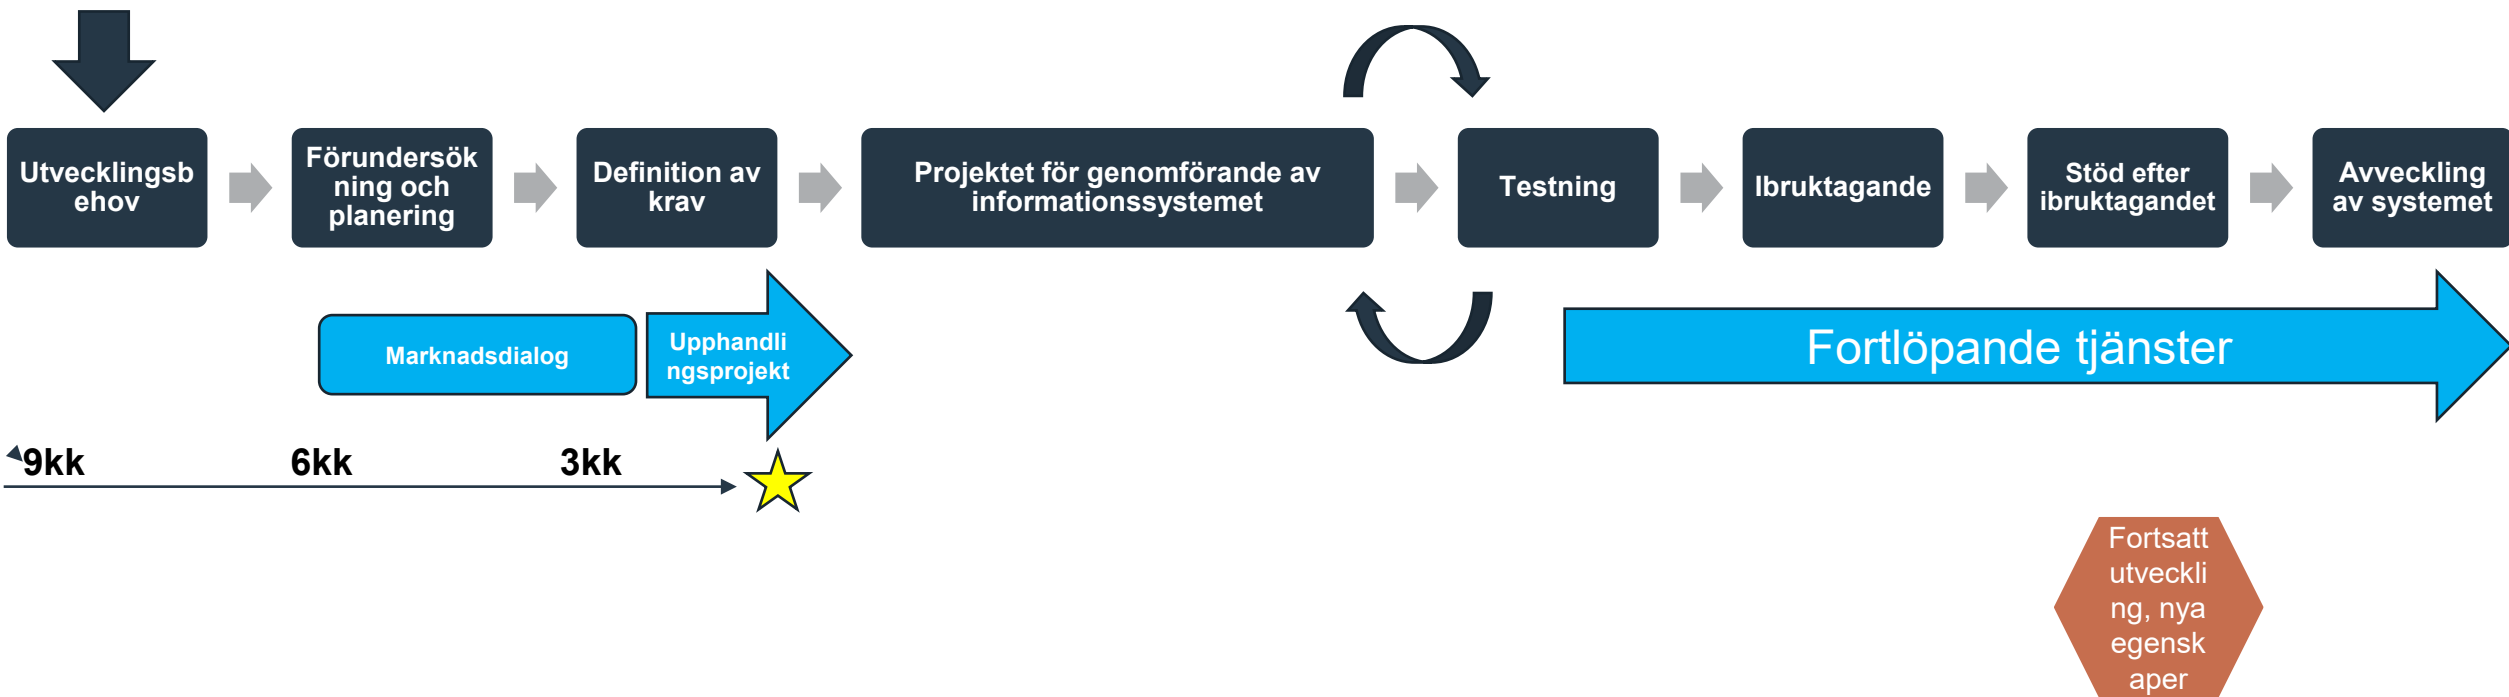 Utvecklingsb
ehov
Förundersök
ning och
planering
Definition av
krav
Projektet för genomförande av
informationssystemet
Testning
Ibruktagande
Stöd efter
ibruktagandet
Avveckling
av systemet
Marknadsdialog
Upphandli
ngsprojekt
Fortlöpande tjänster
9kk
6kk
3kk
Fortsatt
utveckli
ng, nya
egensk
aper